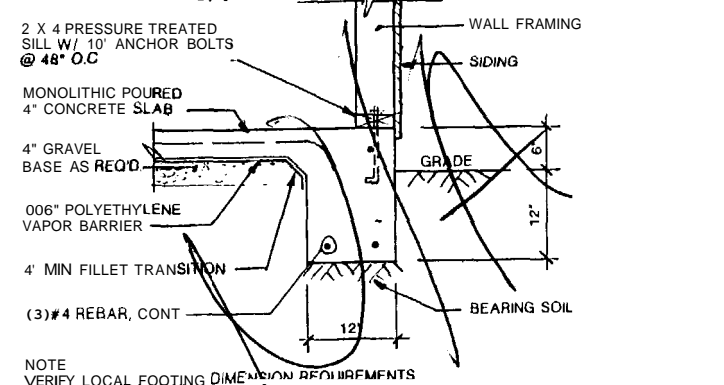 2 X 4 PRESSURE TREATED
SILL W/ 10' ANCHOR BOLTS
@ 48" O.C
MONOLITHIC POURED
4" CONCRETE SLAB
4" GRAVEL
BASE AS REQ'D.
006" POLYETHYLENE
VAPOR BARRIER
4' MIN FILLET TRANSITION
(3)#4 REBAR, CONT
NOTE
VERIFY LOCAL FOOTING DIMENSION REQUIREMENTS
WALL FRAMING
SIDING
GRADE
6"
12"
BEARING SOIL
12"